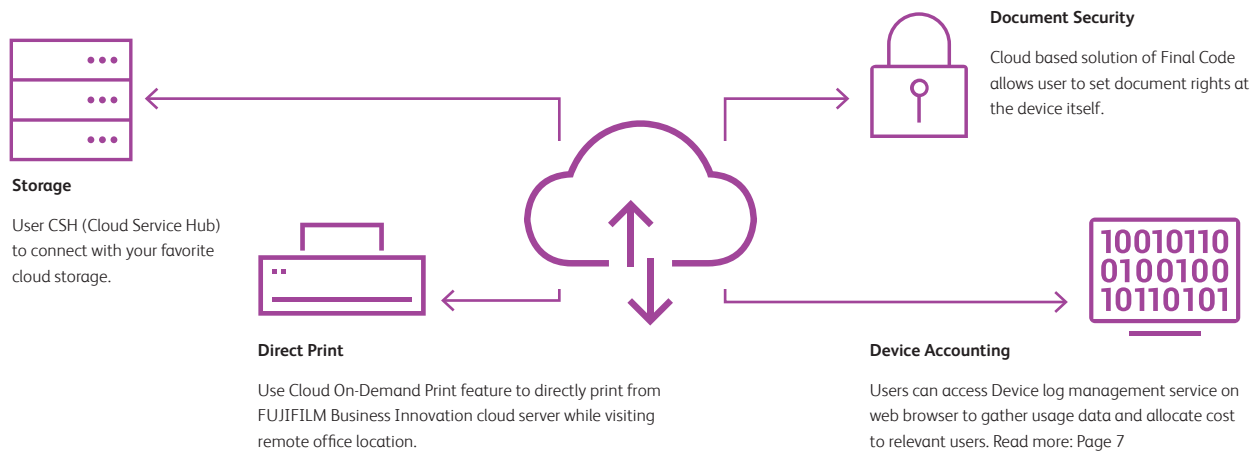 Document Security
Cloud based solution of Final Code
allows user to set document rights at
the device itself.
Storage
User CSH (Cloud Service Hub)
to connect with your favorite
cloud storage.
10010110
0100100
10110101
Direct Print
Use Cloud On-Demand Print feature to directly print from
FUJIFILM Business Innovation cloud server while visiting
remote office location.
Device Accounting
Users can access Device log management service on
web browser to gather usage data and allocate cost
to relevant users. Read more: Page 7